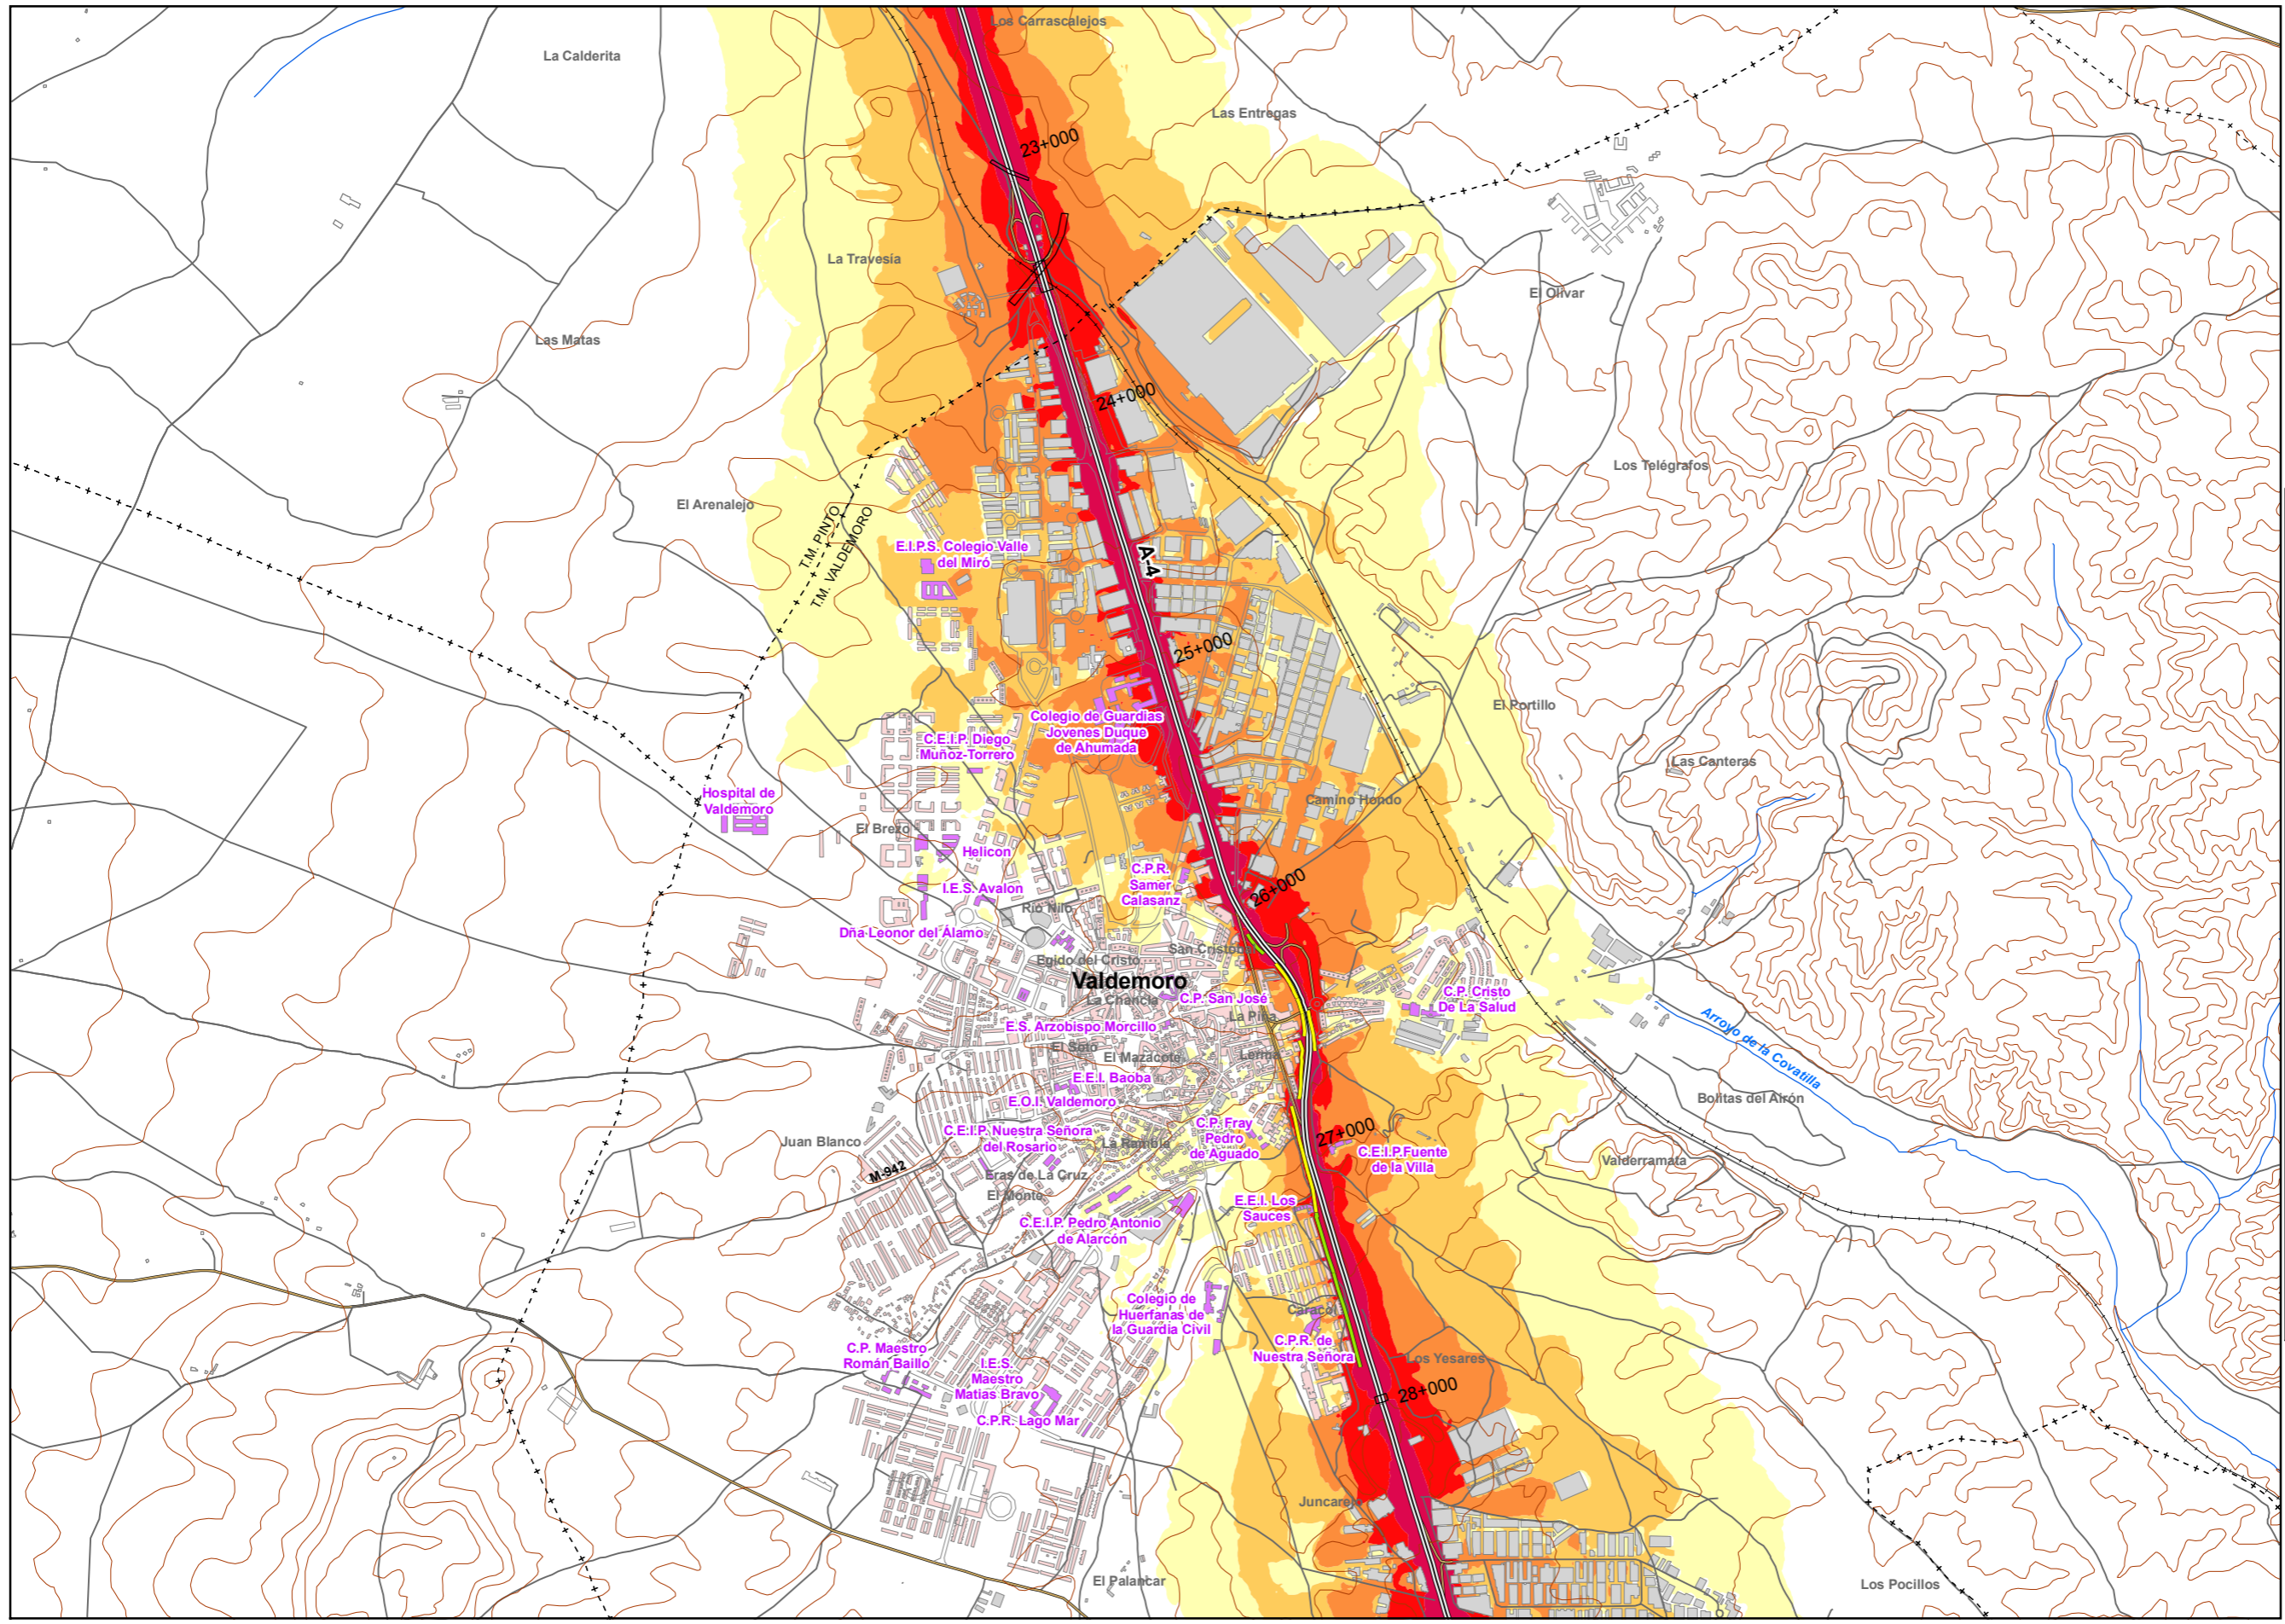 Los Carrascalejos
La Calderita
Las Entregas
23+000
La Travesía
El Olivar
Las Matas
24+000
Los Telégrafos
El Arenalejo
T.M. PINTO
T.M. VALDEMORO
E.I.P.S. Colegio Valle
del Miró
A-4
25+000
El Portillo
Colegio de Guardias
Jovenes Duque
de Ahumada
C.E.I.P. Diego
Muñoz-Torrero
Las Canteras
Hospital de
Valdemoro
Camino Hondo
El Brezo
Helicon
C.P.R.
Samer
Calasanz
26+000
I.E.S. Avalon
Río Nilo
Dña Leonor del Álamo
San Cristóbal
Egido del Cristo
Valdemoro
La Chancla
C.P. San José
C.P. Cristo
De La Salud
La Pina
Arroyo de la Covatilla
E.S. Arzobispo Morcillo
El Soto
El Mazacote
Lerma
E.E.I. Baoba
E.O.I. Valdemoro
Bolitas del Airón
C.P. Fray
Pedro
de Aguado
27+000
C.E.I.P. Nuestra Señora
del Rosario
Juan Blanco
La Rambla
C.E.I.P.Fuente
de la Villa
Valderramata
M-942
Eras de La Cruz
El Monte
E.E.I. Los
Sauces
C.E.I.P. Pedro Antonio
de Alarcón
Colegio de
Huerfanas de
la Guardia Civil
Caracol
C.P.R. de
Nuestra Señora
C.P. Maestro
Román Baillo
Los Yesares
I.E.S.
Maestro
Matias Bravo
28+000
C.P.R. Lago Mar
Juncarejo
El Palancar
Los Pocillos